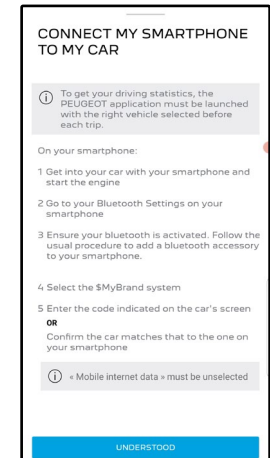 CONNECT MY SMARTPHONE
TO MY CAR
To get your driving statistics, the
PEUGEOT application must be launched
with the right vehicle selected before
each trip.
On your smartphone:
1 Get into your car with your smartphone and
start the engine
2 Go to your Bluetooth Settings on your
smartphone
3 Ensure your bluetooth is activated. Follow the
usual procedure to add a bluetooth accessory
to your smartphone.
4 Select the $MyBrand system
5 Enter the code indicated on the car's screen
OR
Confirm the car matches that to the one on
your smartphone
« Mobile internet data » must be unselected
UNDERSTOOD